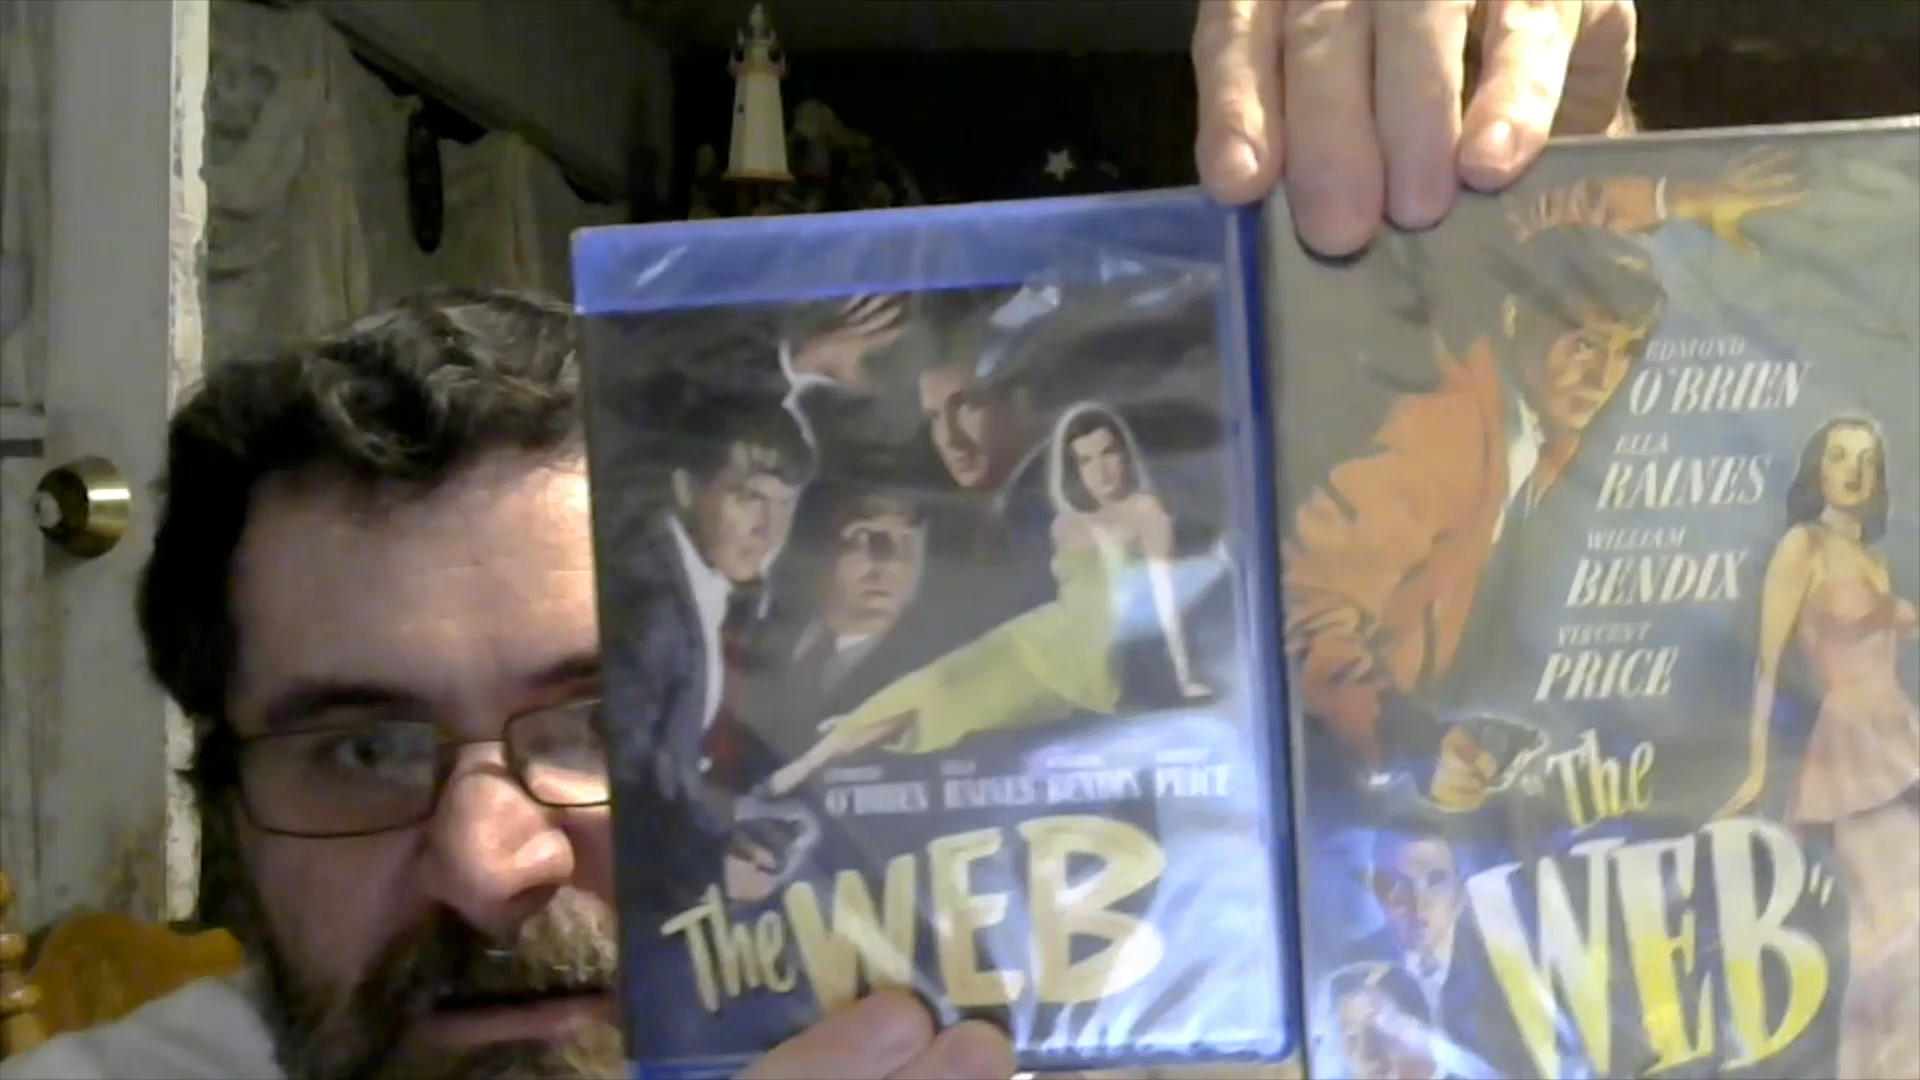 O'BRIEN RAINES BENDIX PRICE
The WEB
EDMOND
O'BRIEN
ELLA
RAINES
WILLIAM
BENDIX
VINCENT
PRICE
The
WEB"